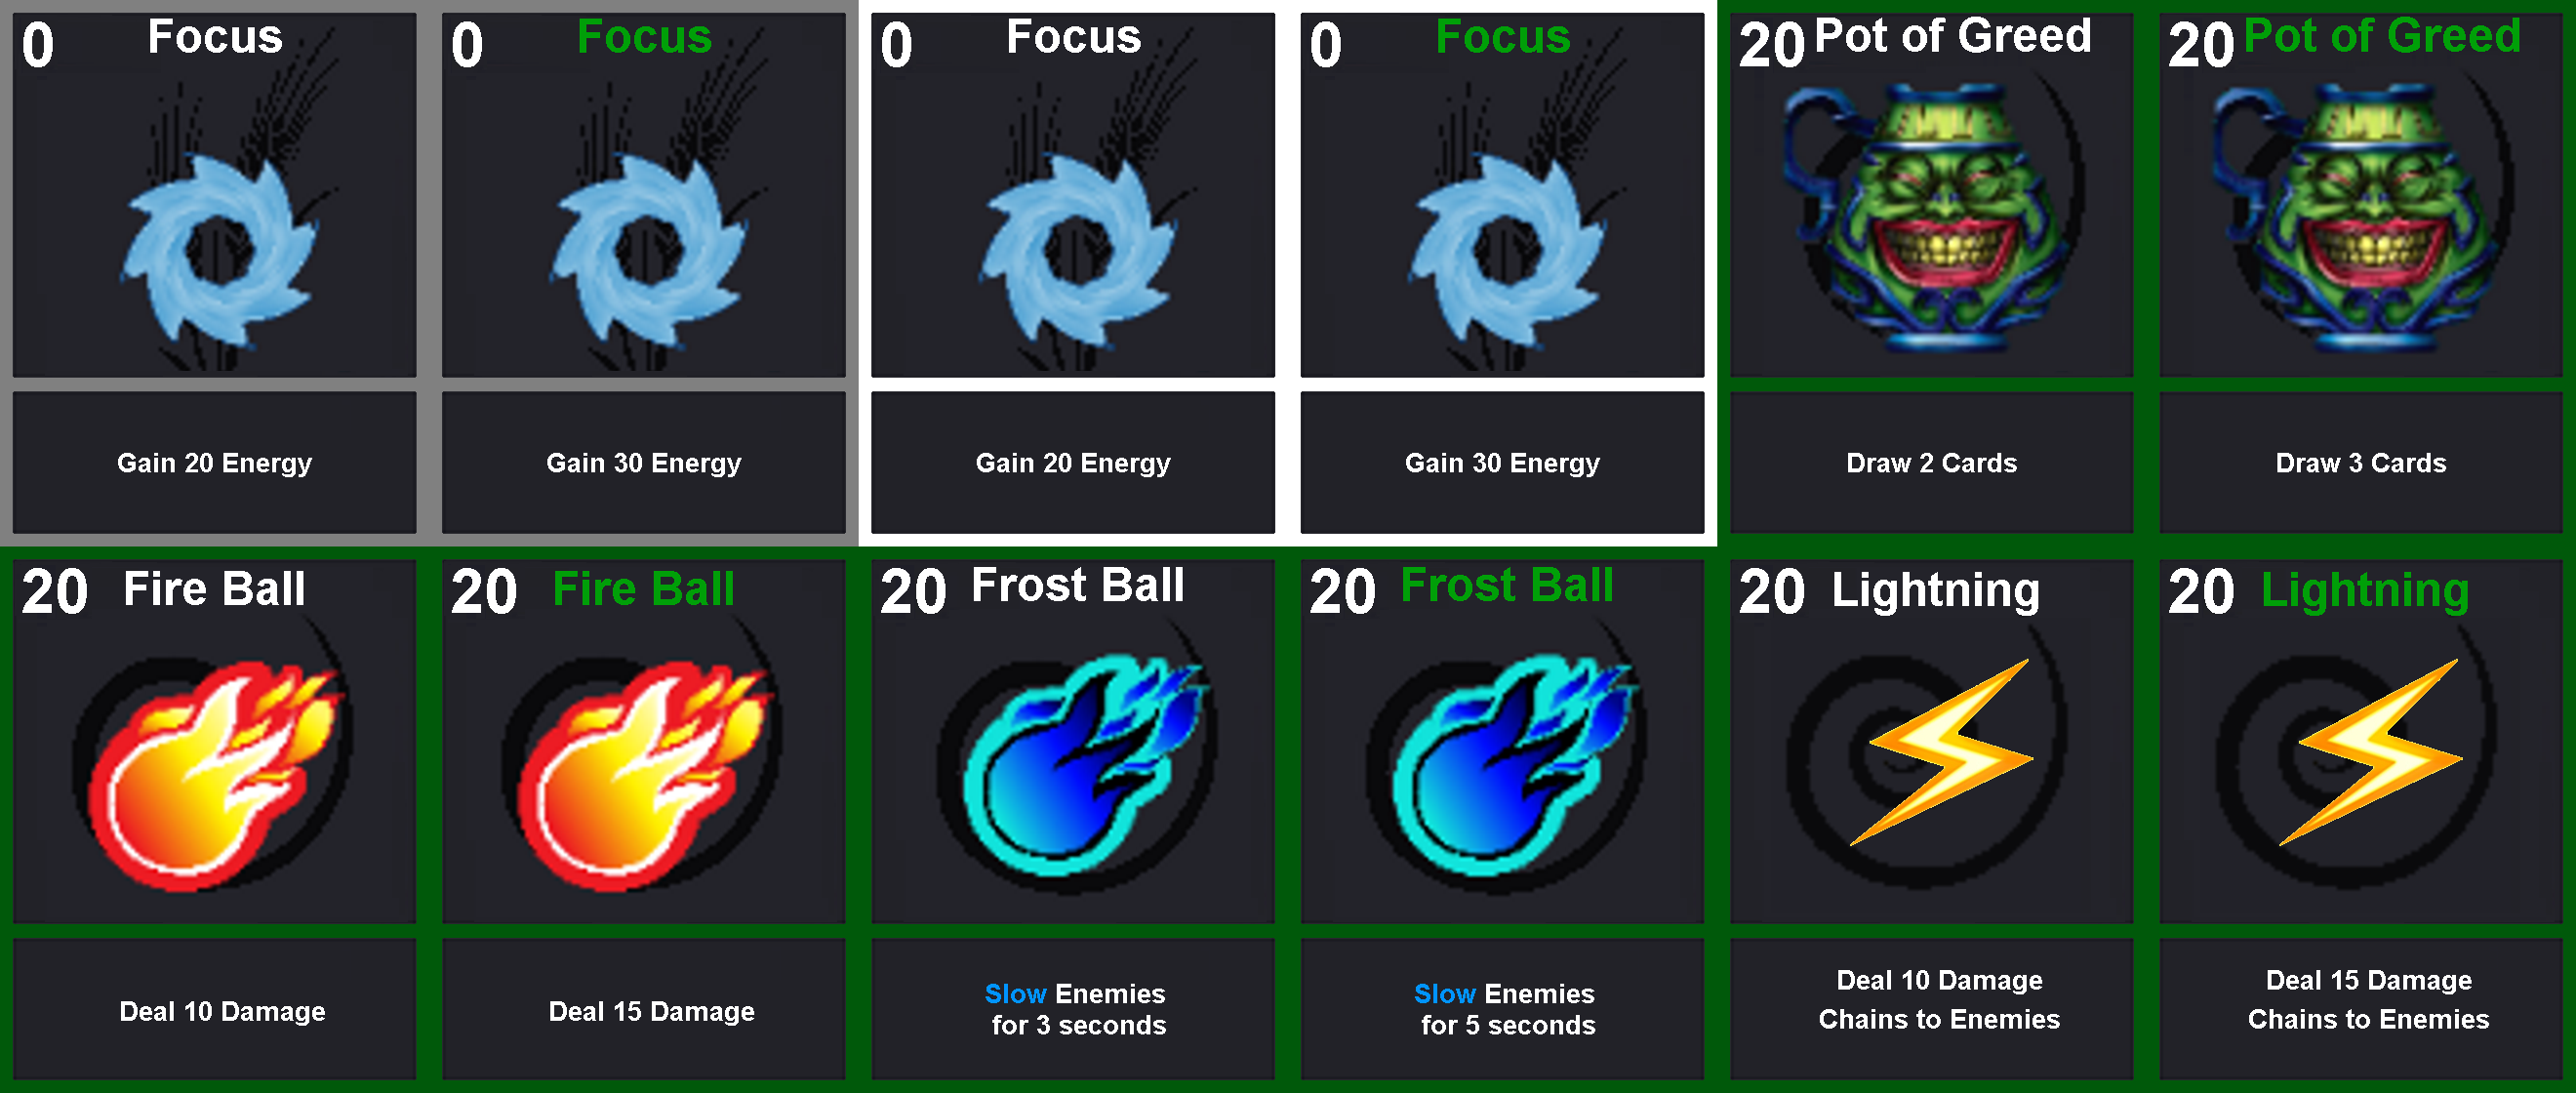 0 Focus
Gain 20 Energy
0 Focus
Gain 30 Energy
0 Focus
Gain 20 Energy
0 Focus
Gain 30 Energy
20 Pot of Greed
Draw 2 Cards
20 Pot of Greed
Draw 3 Cards
20 Fire Ball
Deal 10 Damage
20 Fire Ball
Deal 15 Damage
20 Frost Ball
Slow Enemies
for 3 seconds
20 Frost Ball
Slow Enemies
for 5 seconds
20 Lightning
Deal 10 Damage
Chains to Enemies
20 Lightning
Deal 15 Damage
Chains to Enemies